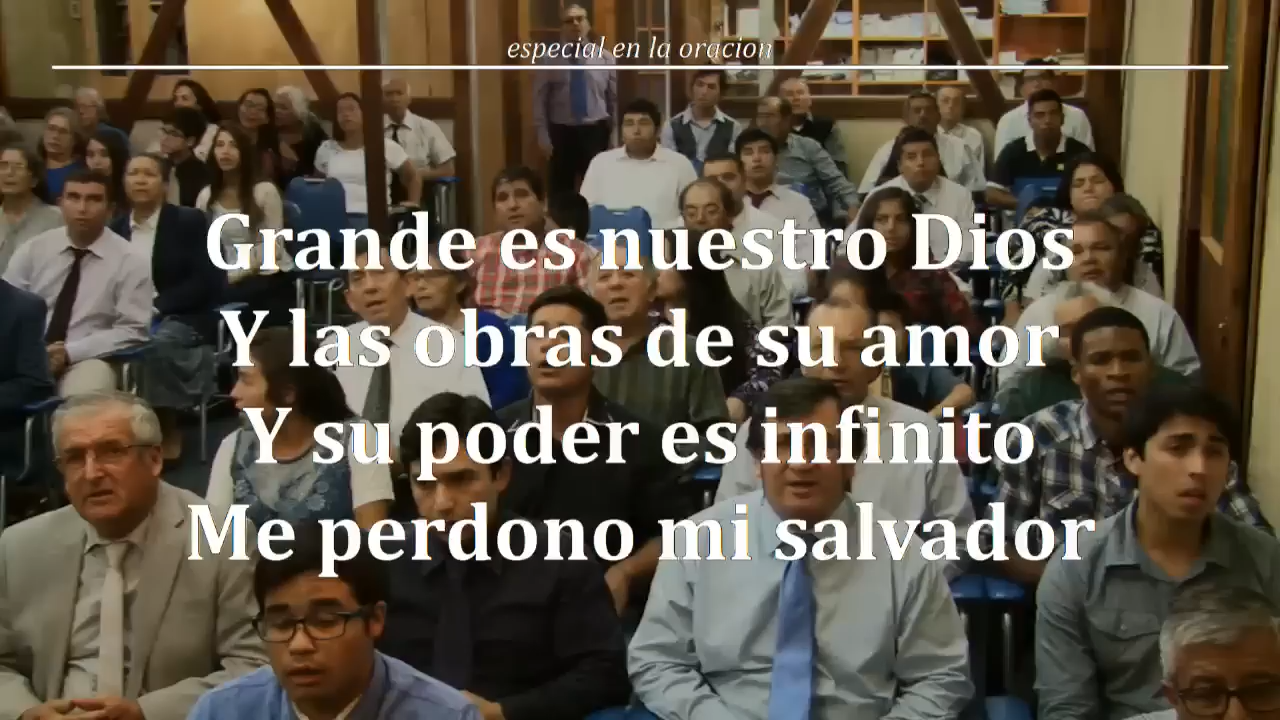 especial en la oracion
Grande es nuestro Dios
Y las obras de su amor
Y su poder es infinito
Me perdono mi salvador